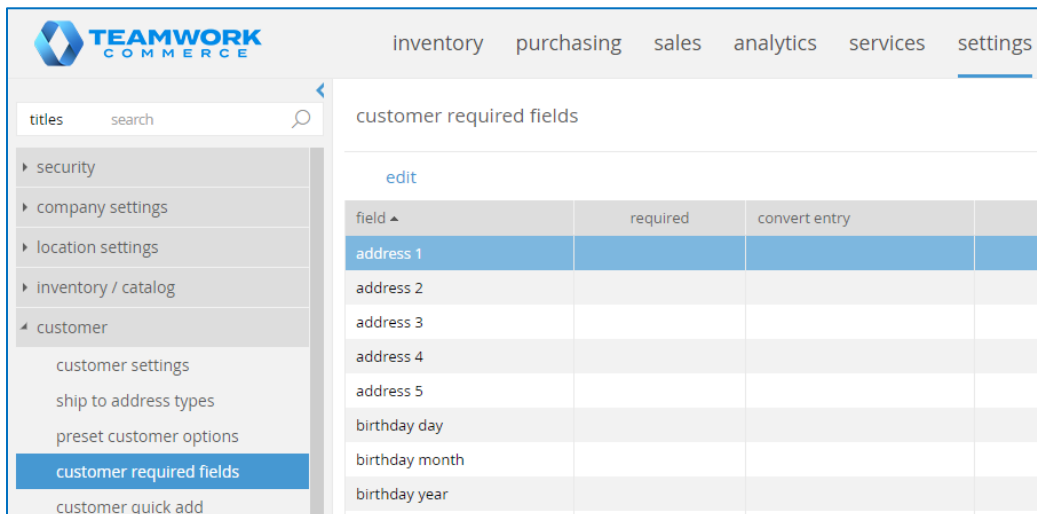 TEAMWORK
COMMERCE
inventory purchasing sales analytics services settings
titles search
security
company settings
location settings
inventory / catalog
customer
customer settings
ship to address types
preset customer options
customer required fields
customer quick add
customer required fields
edit
field required convert entry
address 1
address 2
address 3
address 4
address 5
birthday day
birthday month
birthday year